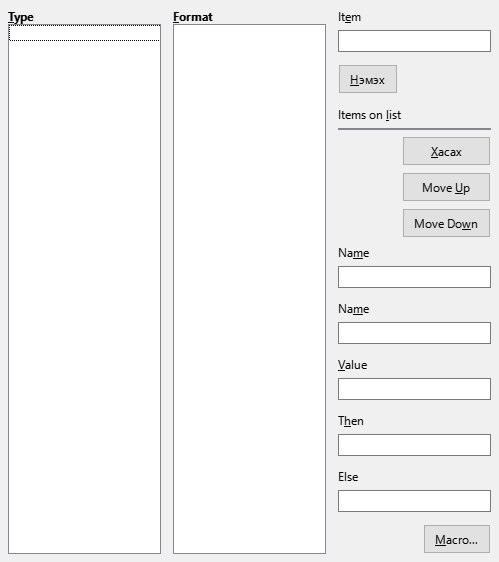 Type
Format
Item
Нэмэх
Items on list
Хасах
Move Up
Move Down
Name
Name
Value
Then
Else
Macro...